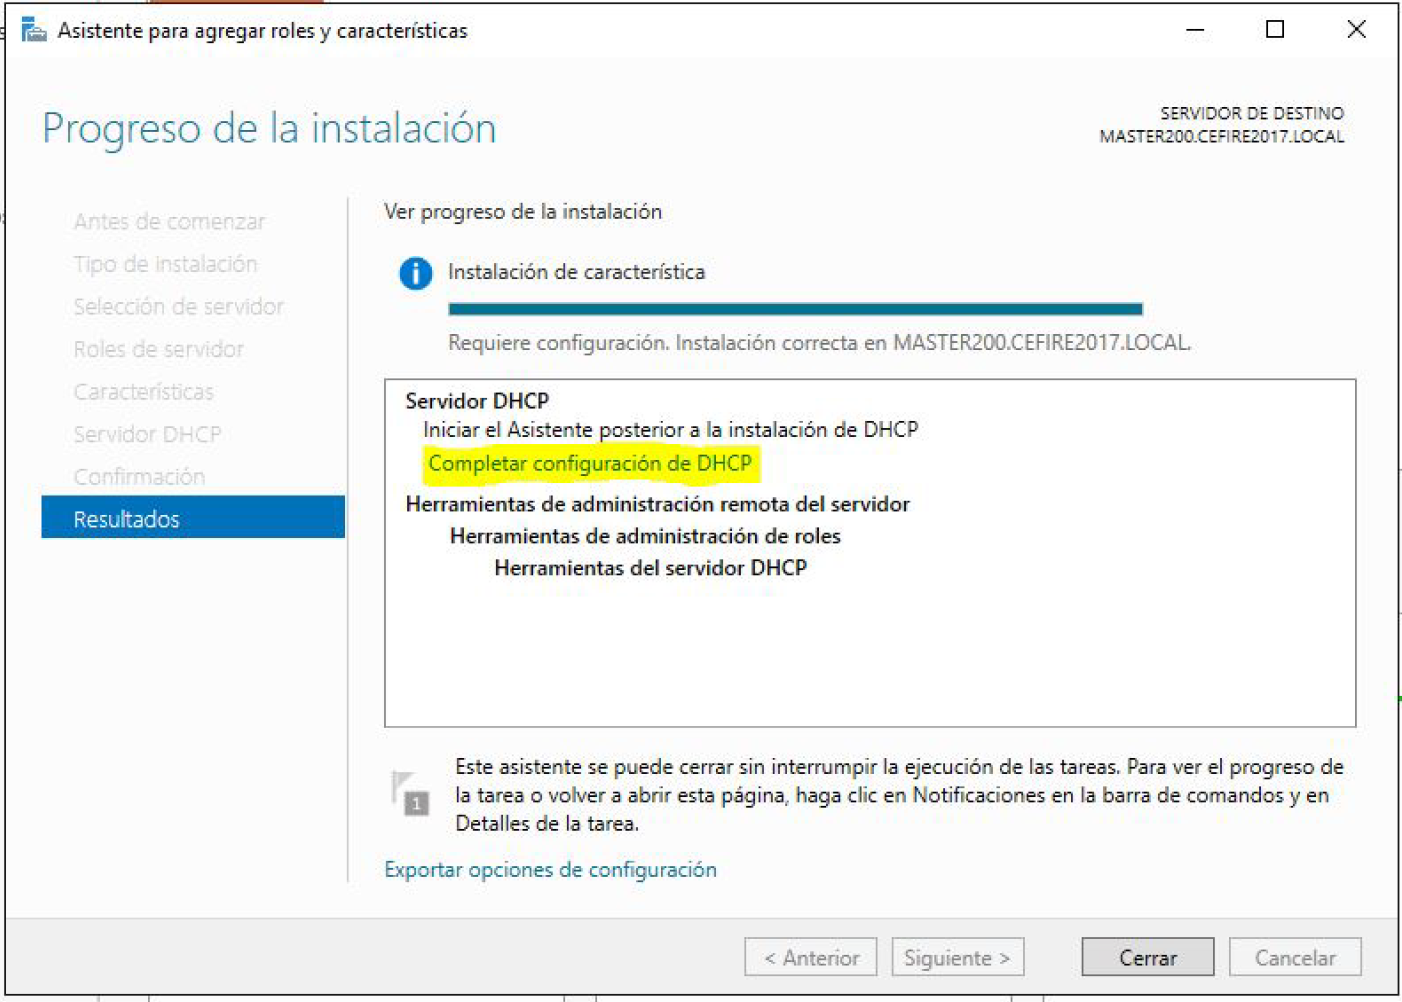 Asistente para agregar roles y características
Progreso de la instalación
SERVIDOR DE DESTINO
MASTER200.CEFIRE2017.LOCAL
Antes de comenzar
Tipo de instalación
Selección de servidor
Roles de servidor
Características
Servidor DHCP
Confirmación
Resultados
Ver progreso de la instalación
Instalación de característica
Requiere configuración. Instalación correcta en MASTER200.CEFIRE2017.LOCAL.
Servidor DHCP
Iniciar el Asistente posterior a la instalación de DHCP
Completar configuración de DHCP
Herramientas de administración remota del servidor
Herramientas de administración de roles
Herramientas del servidor DHCP
1
Este asistente se puede cerrar sin interrumpir la ejecución de las tareas. Para ver el progreso de
la tarea o volver a abrir esta página, haga clic en Notificaciones en la barra de comandos y en
Detalles de la tarea.
Exportar opciones de configuración
< Anterior
Siguiente >
Cerrar
Cancelar